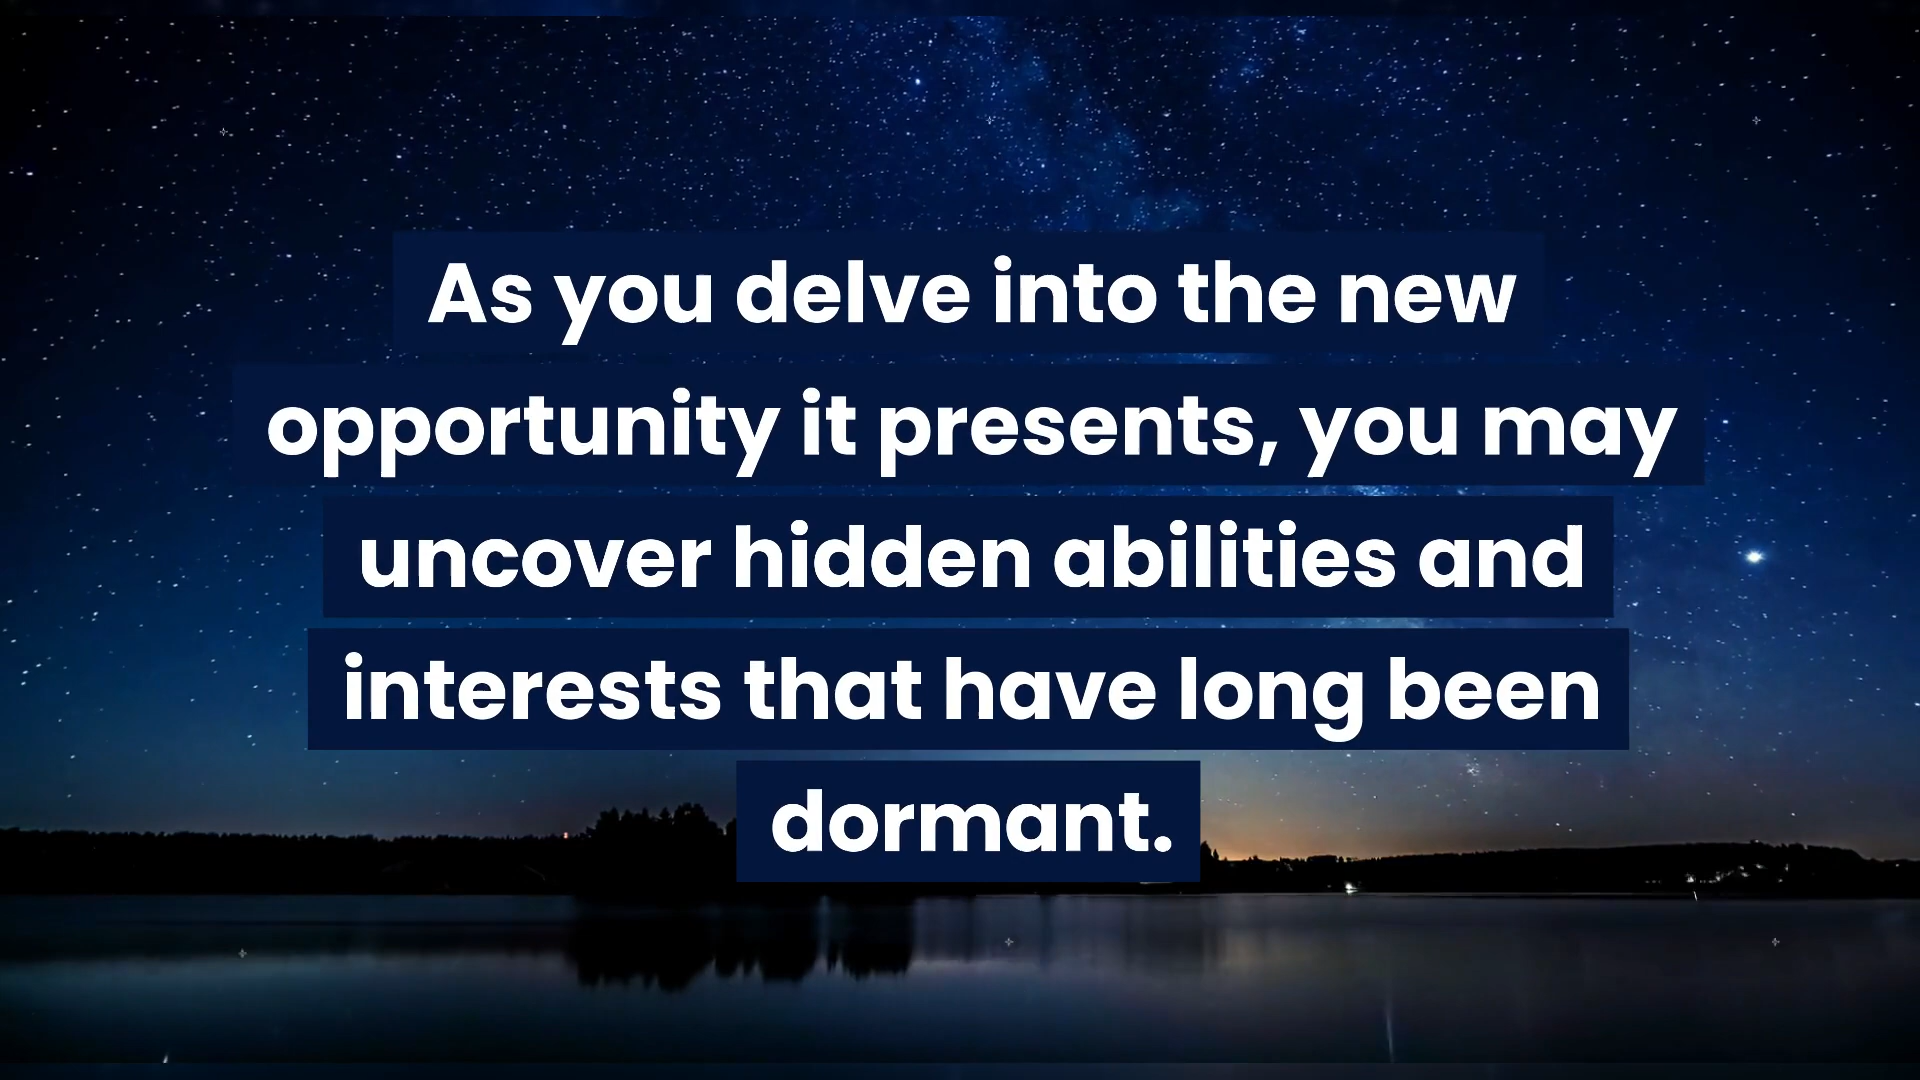 As you delve into the new
opportunity it presents, you may
uncover hidden abilities and
interests that have long been
dormant.